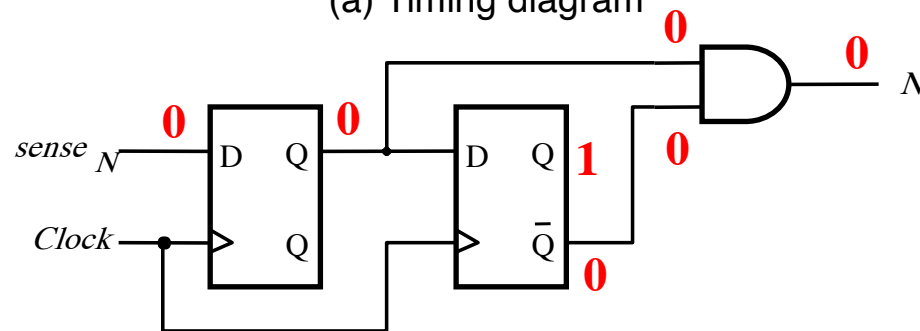 (a) Timing diagram
0 0
0 0 sense N D Q D Q 1 0
Clock Q Q̅ 0
N